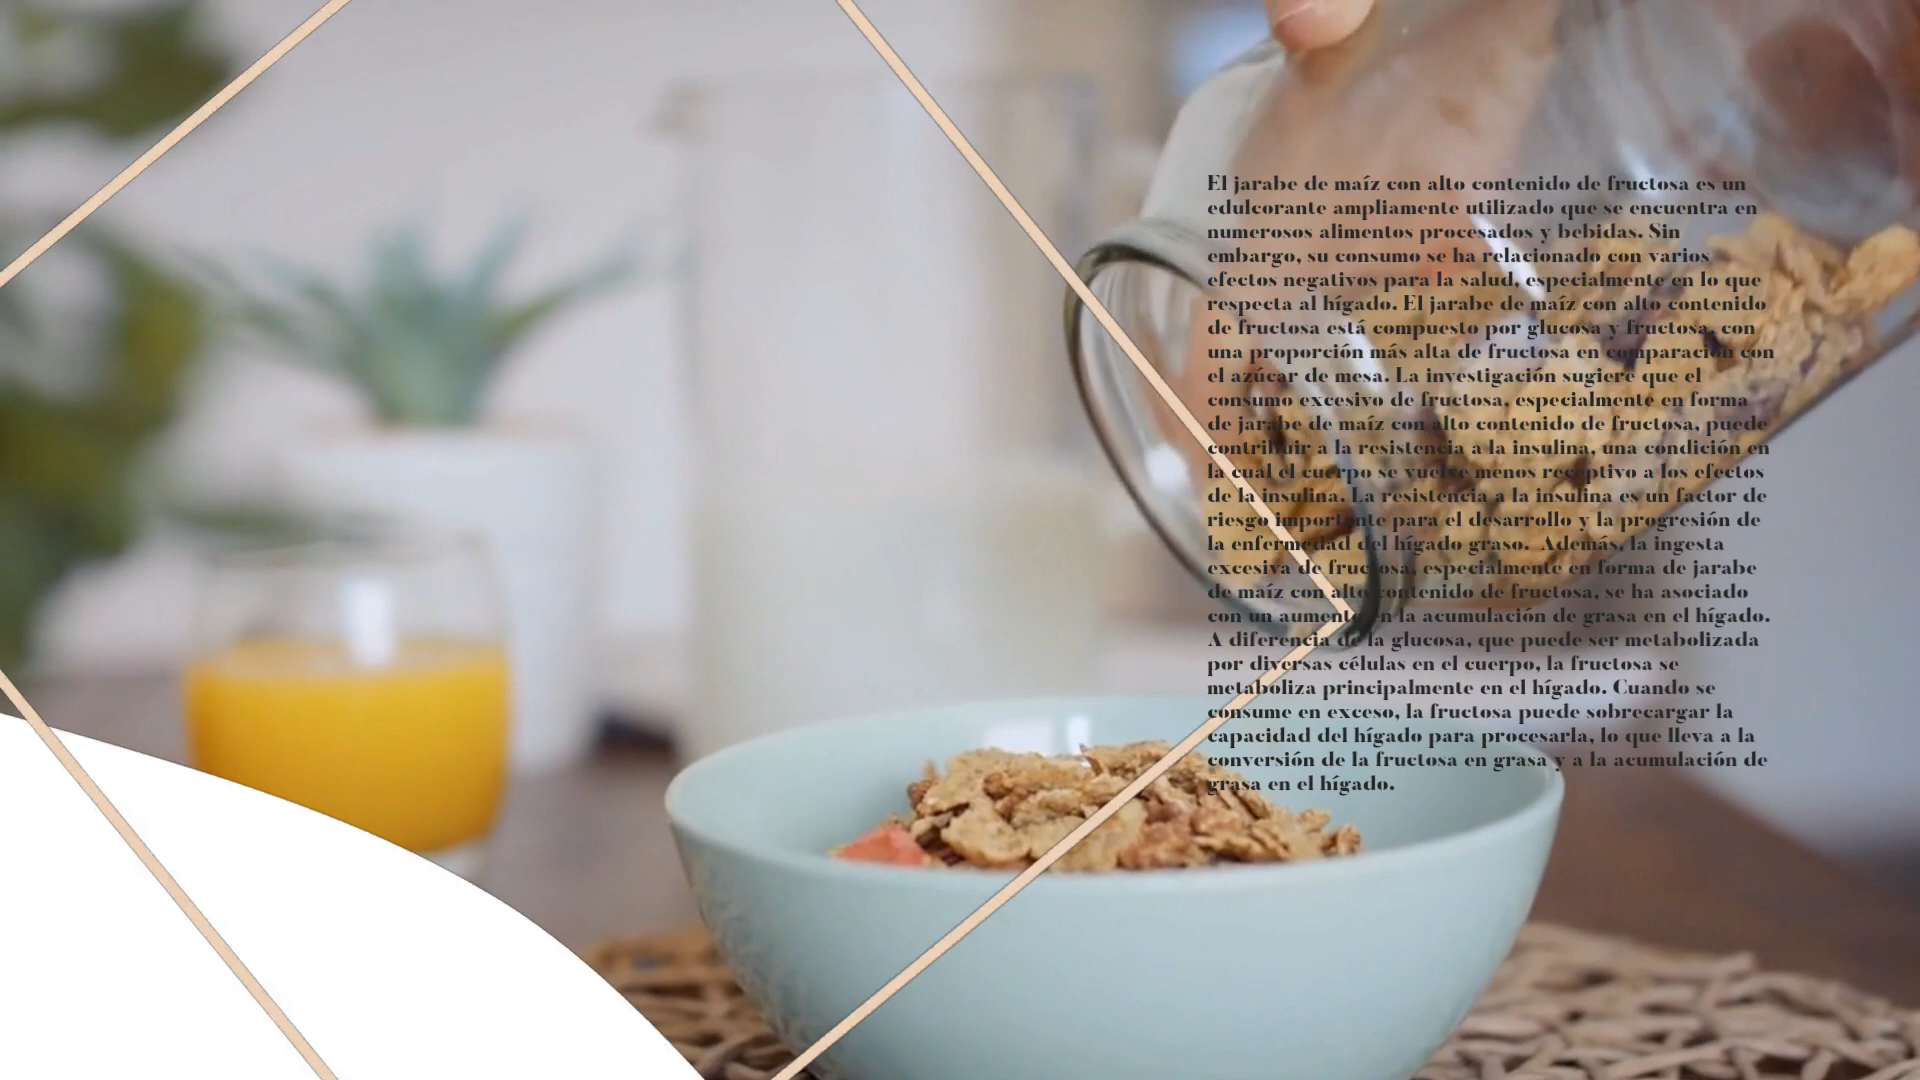 El jarabe de maíz con alto contenido de fructosa es un
edulcorante ampliamente utilizado que se encuentra en
numerosos alimentos procesados y bebidas. Sin
embargo, su consumo se ha relacionado con varios
efectos negativos para la salud, especialmente en lo que
respecta al hígado. El jarabe de maíz con alto contenido
de fructosa está compuesto por glucosa y fructosa, con
una proporción más alta de fructosa en comparación con
el azúcar de mesa. La investigación sugiere que el
consumo excesivo de fructosa, especialmente en forma
de jarabe de maíz con alto contenido de fructosa, puede
contribuir a la resistencia a la insulina, una condición en
la cual el cuerpo se vuelve menos receptivo a los efectos
de la insulina. La resistencia a la insulina es un factor de
riesgo importante para el desarrollo y la progresión de
la enfermedad del hígado graso. Además, la ingesta
excesiva de fructosa, especialmente en forma de jarabe
de maíz con alto contenido de fructosa, se ha asociado
con un aumento en la acumulación de grasa en el hígado.
A diferencia de la glucosa, que puede ser metabolizada
por diversas células en el cuerpo, la fructosa se
metaboliza principalmente en el hígado. Cuando se
consume en exceso, la fructosa puede sobrecargar la
capacidad del hígado para procesarla, lo que lleva a la
conversión de la fructosa en grasa y a la acumulación de
grasa en el hígado.